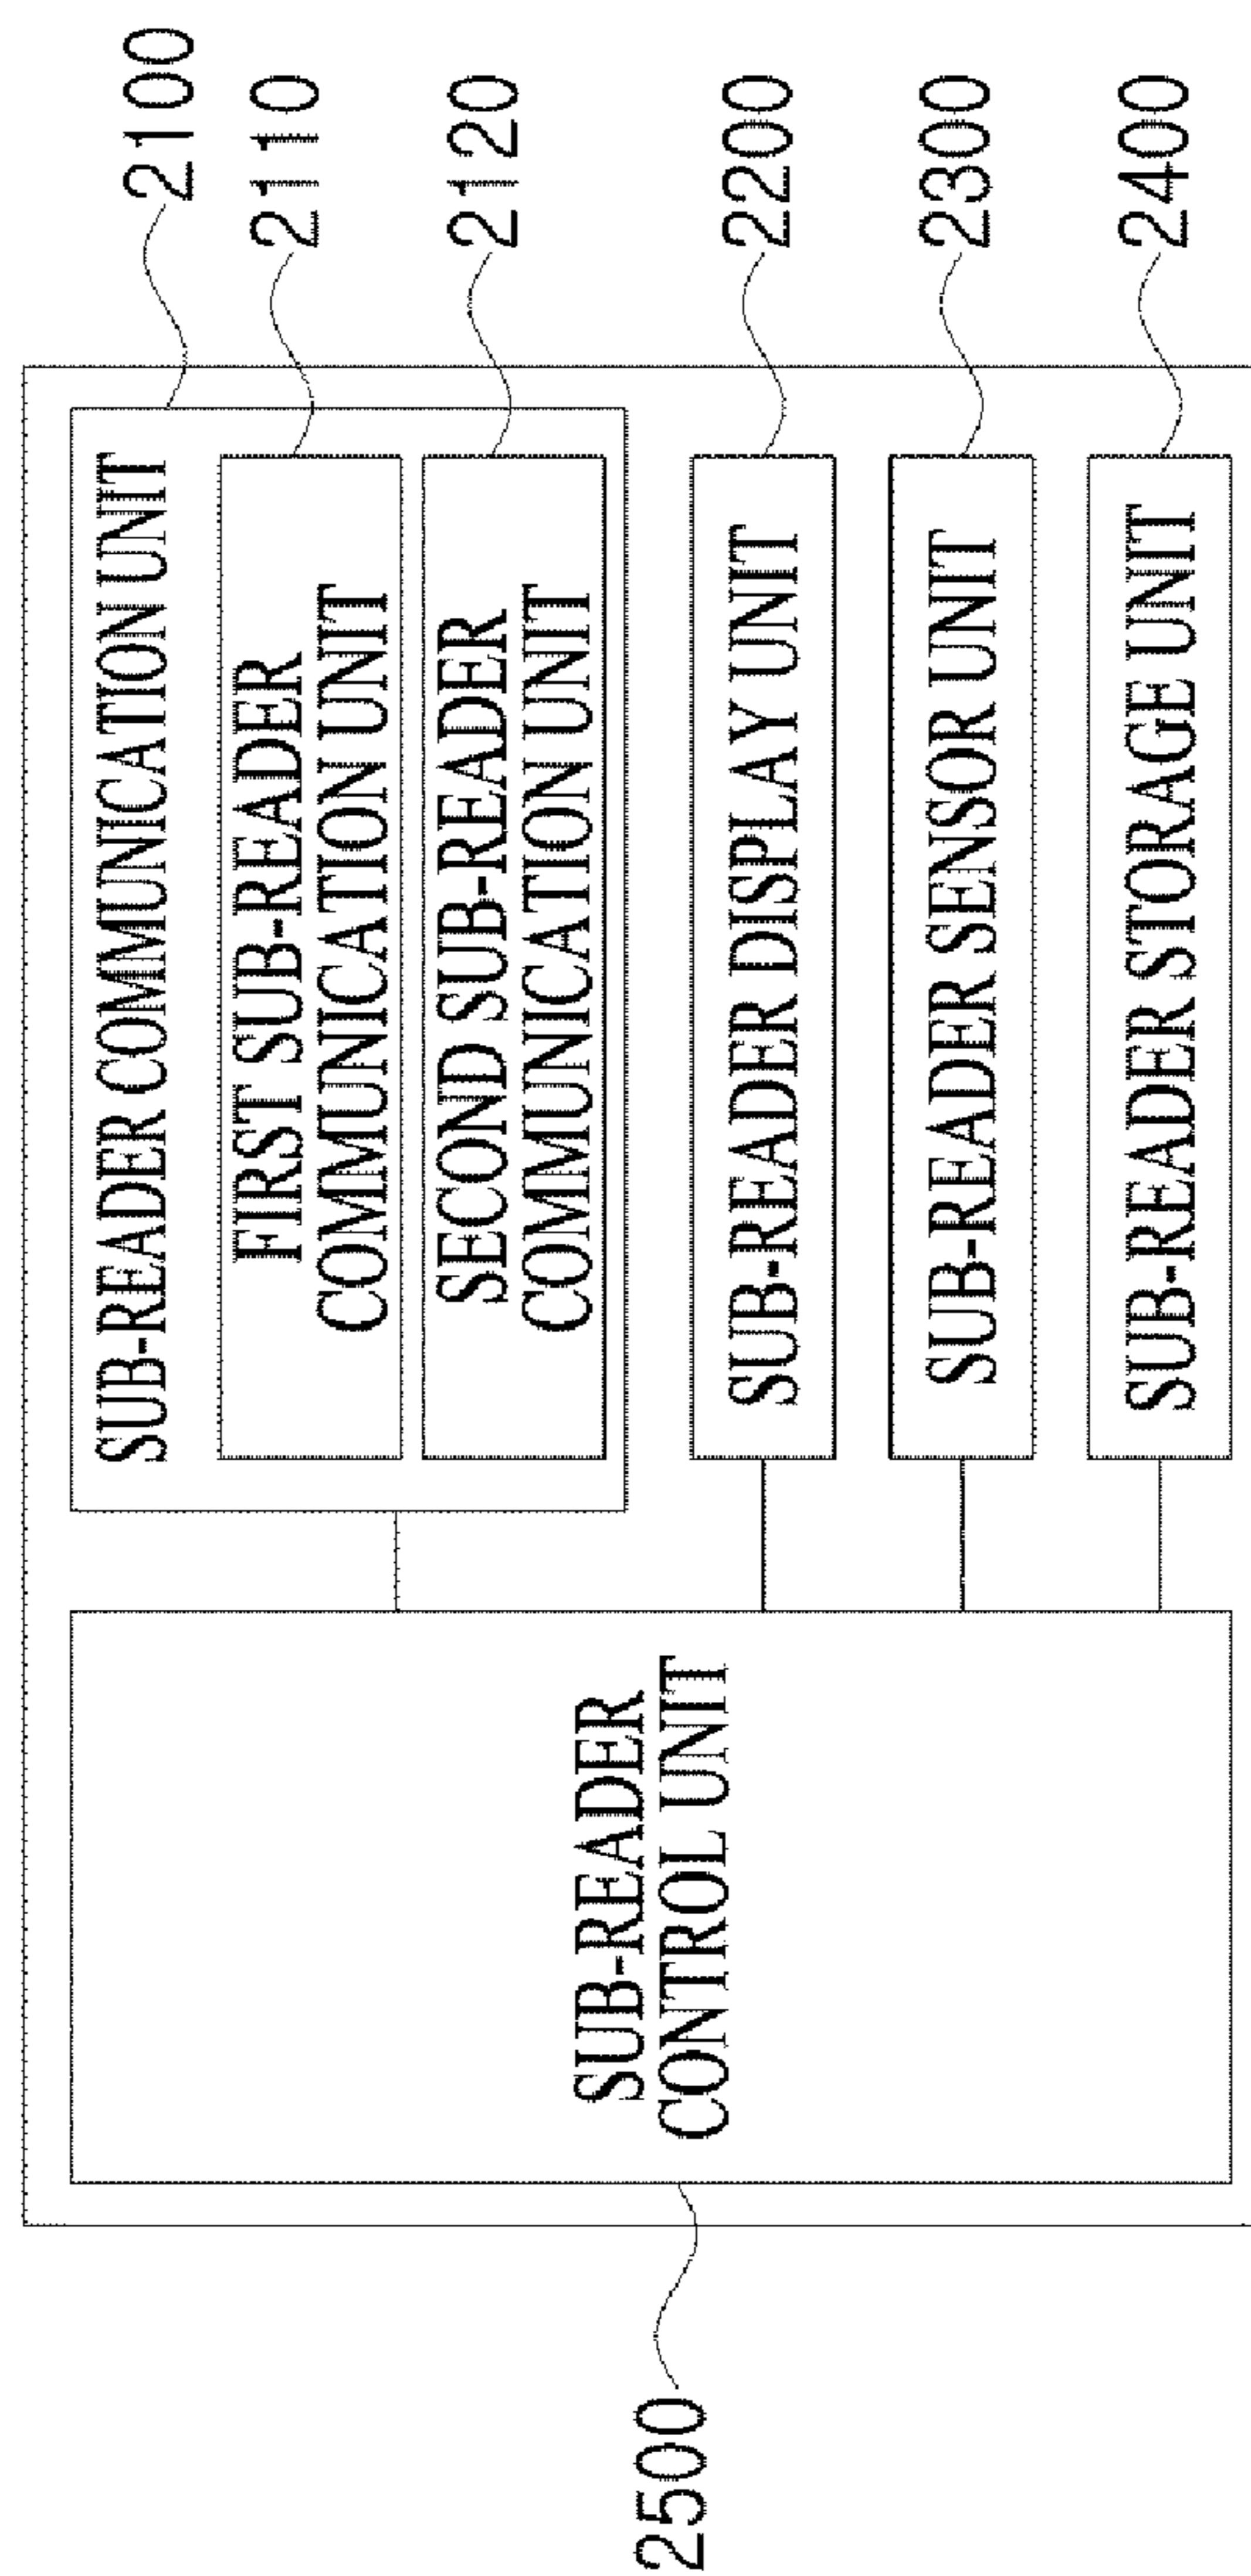 SUB-READER COMMUNICATION UNIT
2100
FIRST SUB-READER
COMMUNICATION UNIT
2110
SECOND SUB-READER
COMMUNICATION UNIT
2120
2500
SUB-READER
CONTROL UNIT
SUB-READER DISPLAY UNIT
2200
SUB-READER SENSOR UNIT
2300
SUB-READER STORAGE UNIT
2400